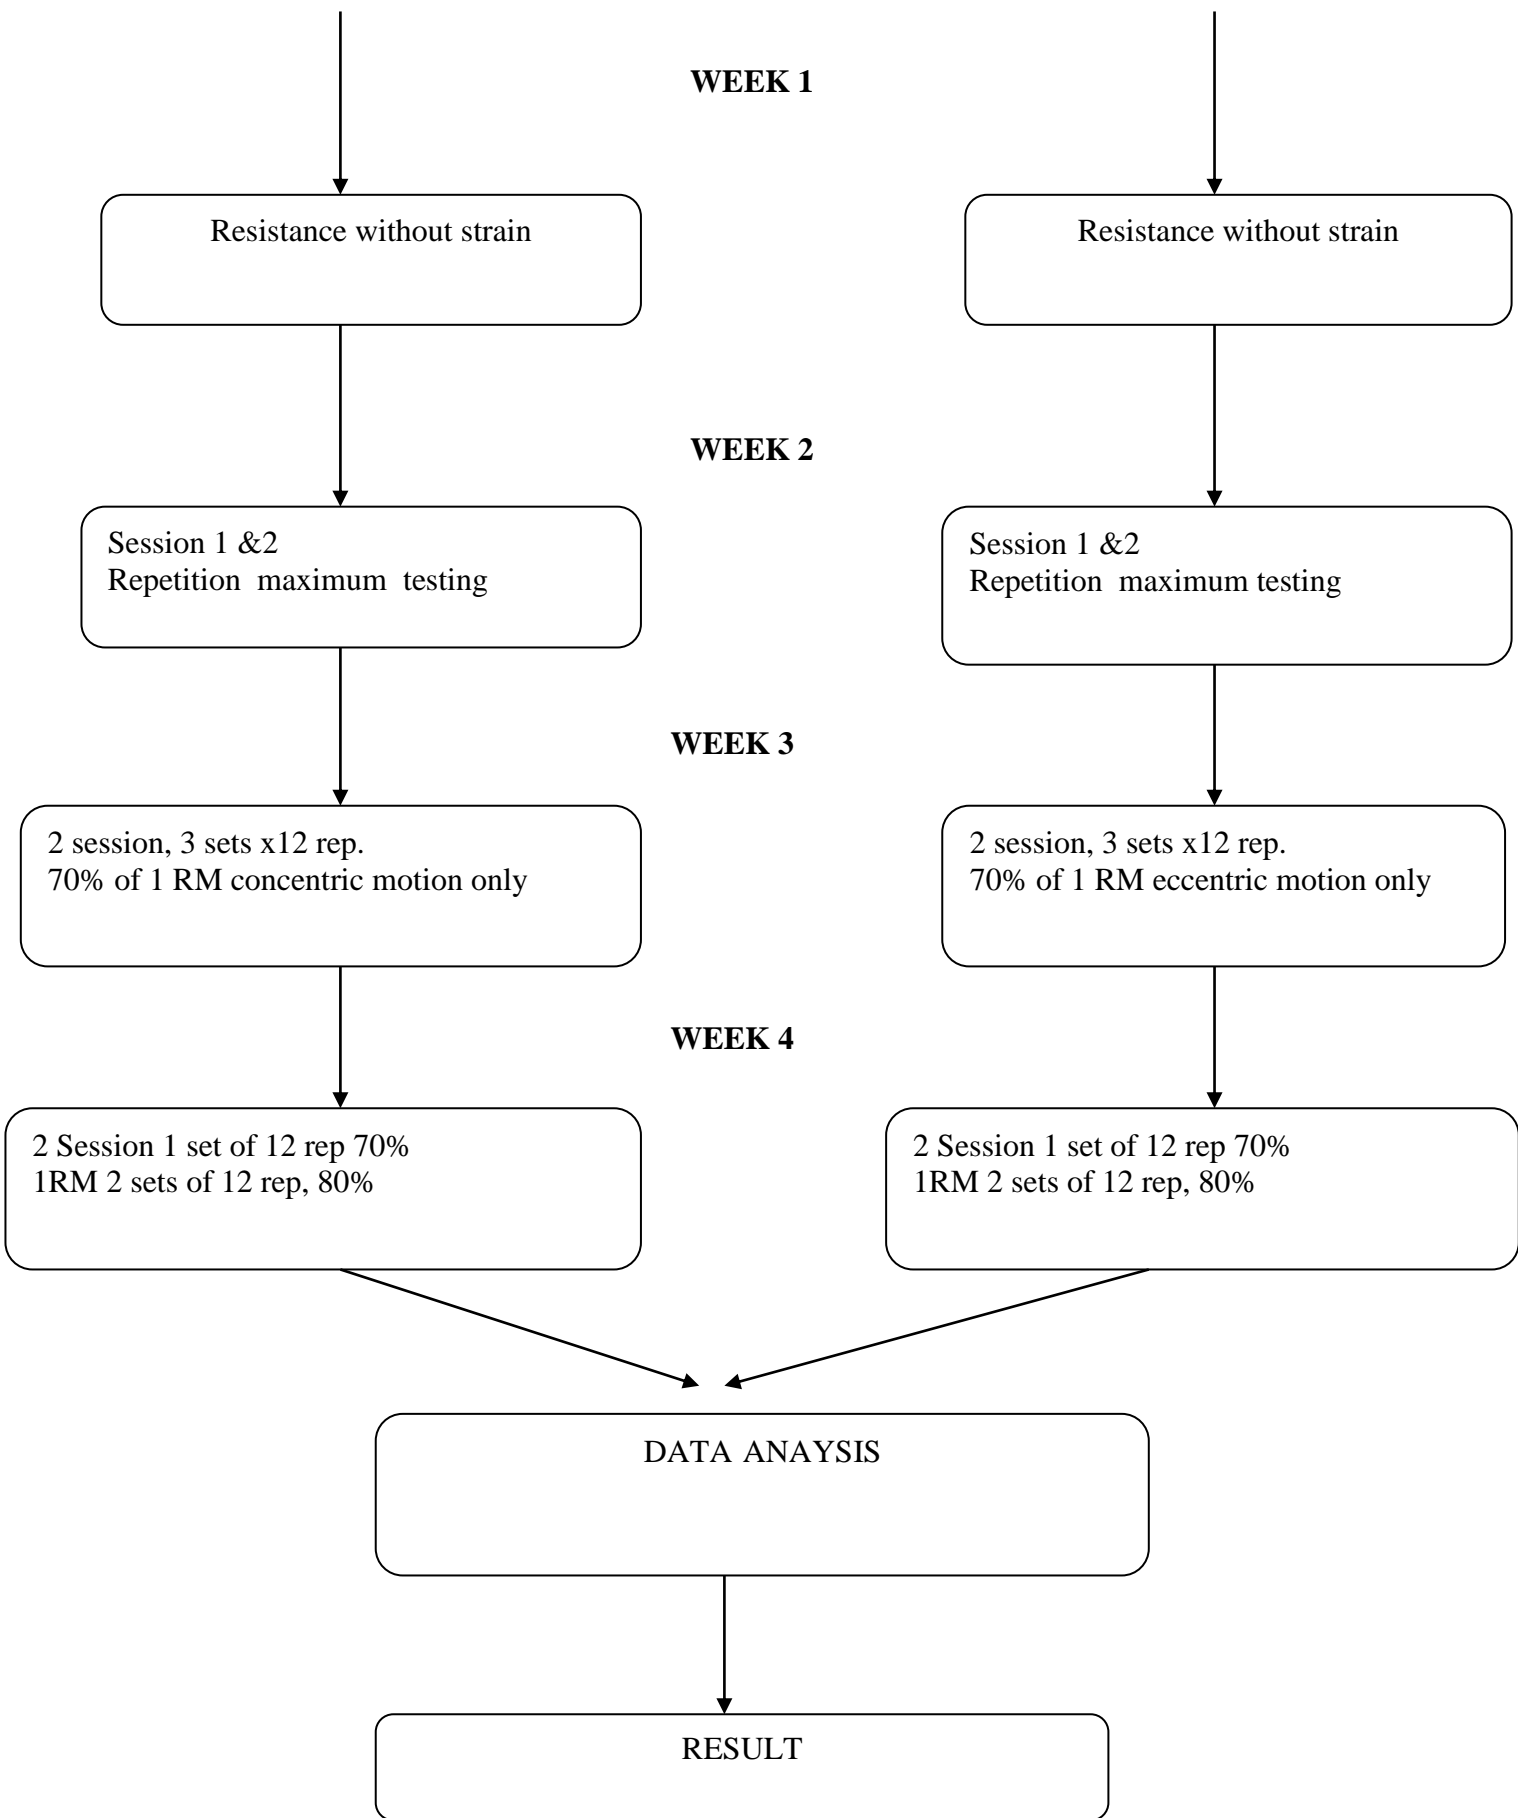 WEEK 1
Resistance without strain
Resistance without strain
WEEK 2
Session 1 &2
Repetition maximum testing
Session 1 &2
Repetition maximum testing
WEEK 3
2 session, 3 sets x12 rep.
70% of 1 RM concentric motion only
2 session, 3 sets x12 rep.
70% of 1 RM eccentric motion only
WEEK 4
2 Session 1 set of 12 rep 70%
1RM 2 sets of 12 rep, 80%
2 Session 1 set of 12 rep 70%
1RM 2 sets of 12 rep, 80%
DATA ANAYSIS
RESULT